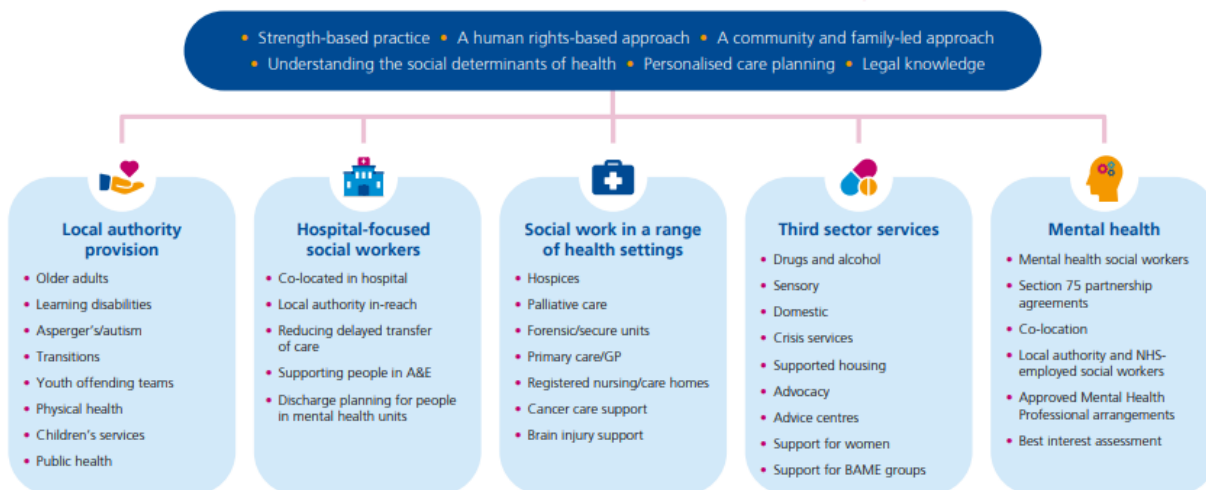 • Strength-based practice • A human rights-based approach • A community and family-led approach
• Understanding the social determinants of health • Personalised care planning • Legal knowledge
Local authority
provision
• Older adults
• Learning disabilities
• Asperger's/autism
• Transitions
• Youth offending teams
• Physical health
• Children's services
• Public health
Hospital-focused
social workers
• Co-located in hospital
• Local authority in-reach
• Reducing delayed transfer
of care
• Supporting people in A&E
• Discharge planning for people
in mental health units
Social work in a range
of health settings
• Hospices
• Palliative care
• Forensic/secure units
• Primary care/GP
• Registered nursing/care homes
• Cancer care support
• Brain injury support
Third sector services
• Drugs and alcohol
• Sensory
• Domestic
• Crisis services
• Supported housing
• Advocacy
• Advice centres
• Support for women
• Support for BAME groups
Mental health
• Mental health social workers
• Section 75 partnership
agreements
• Co-location
• Local authority and NHS-
employed social workers
• Approved Mental Health
Professional arrangements
• Best interest assessment